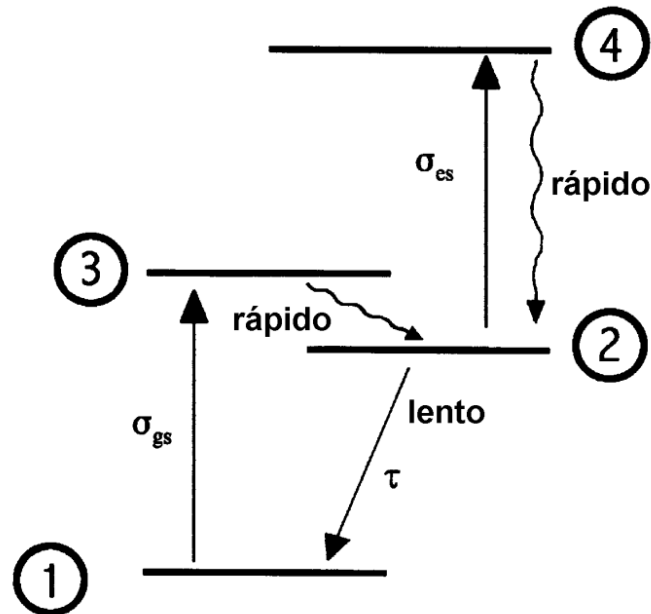 4
σes
rápido
3
rápido
2
σgs
lento
τ
1